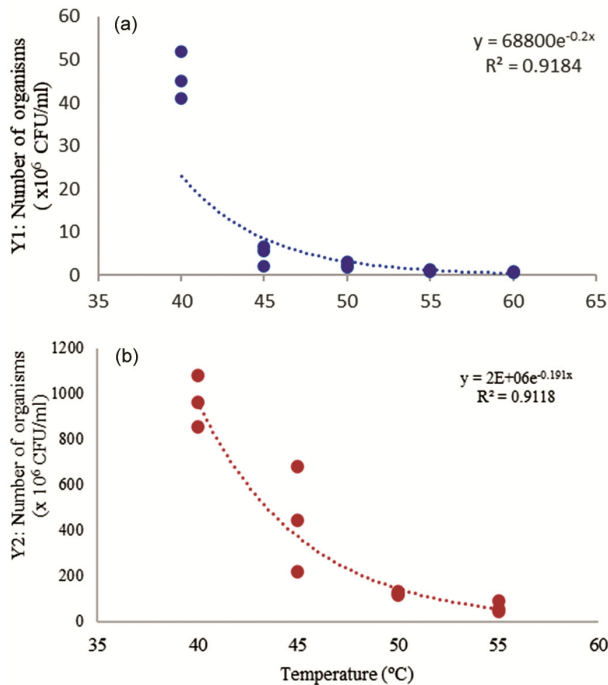 (a)
y = 68800e^-0.2x
R² = 0.9184
Y1: Number of organisms
( x10⁶ CFU/ml)
60
50
40
30
20
10
0
35 40 45 50 55 60 65
(b)
y = 2E+06e^-0.191x
R² = 0.9118
Y2: Number of organisms
(x 10⁶ CFU/ml)
1200
1000
800
600
400
200
0
35 40 45 50 55 60
Temperature (°C)